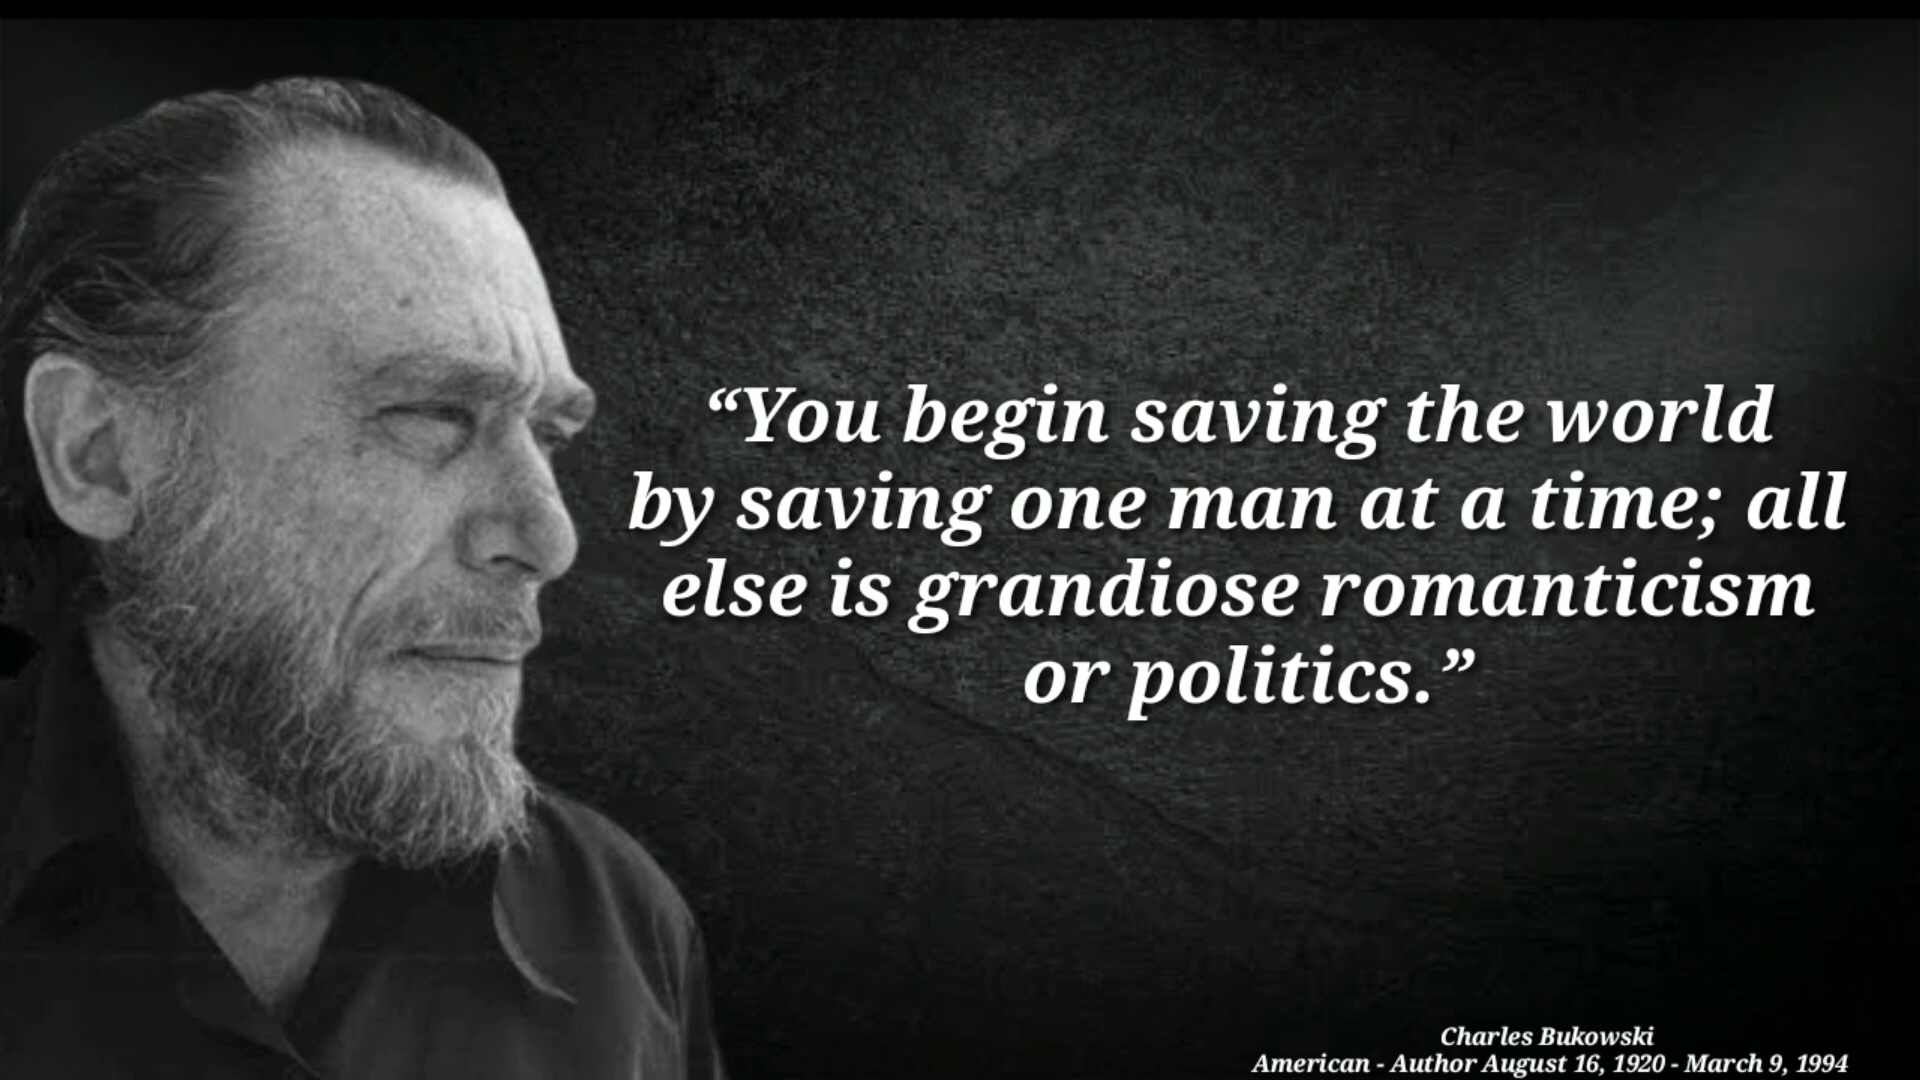 “You begin saving the world
by saving one man at a time; all
else is grandiose romanticism
or politics.”
Charles Bukowski
American - Author August 16, 1920 - March 9, 1994